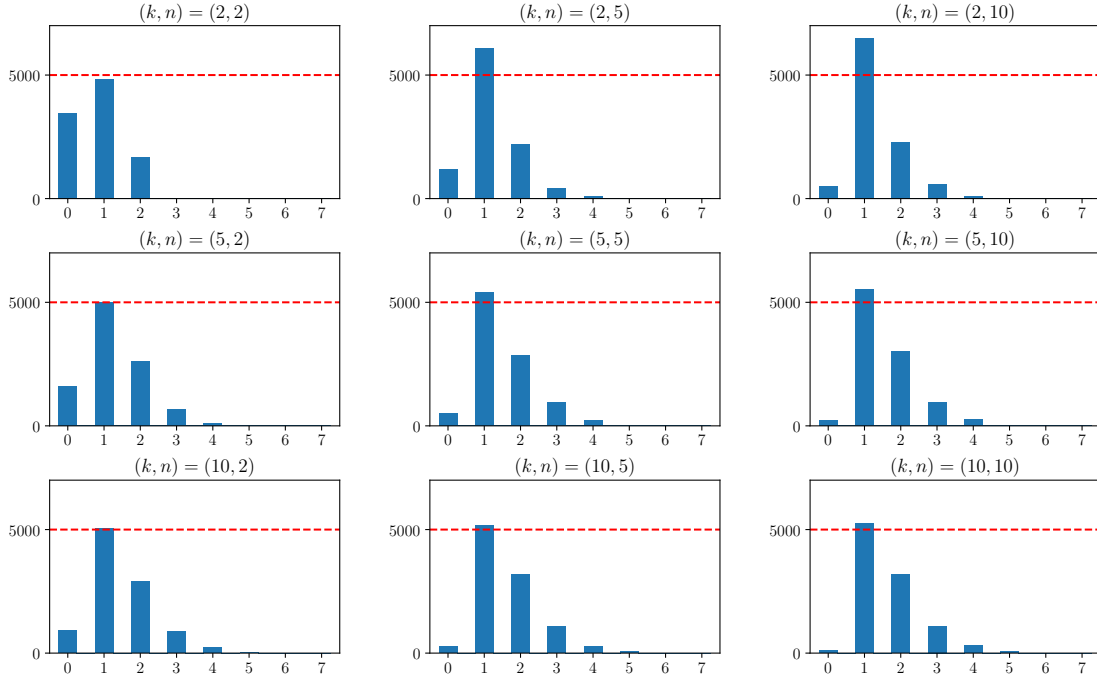 (k, n) = (2, 2)
5000
0
0 1 2 3 4 5 6 7
(k, n) = (2, 5)
5000
0
0 1 2 3 4 5 6 7
(k, n) = (2, 10)
5000
0
0 1 2 3 4 5 6 7
(k, n) = (5, 2)
5000
0
0 1 2 3 4 5 6 7
(k, n) = (5, 5)
5000
0
0 1 2 3 4 5 6 7
(k, n) = (5, 10)
5000
0
0 1 2 3 4 5 6 7
(k, n) = (10, 2)
5000
0
0 1 2 3 4 5 6 7
(k, n) = (10, 5)
5000
0
0 1 2 3 4 5 6 7
(k, n) = (10, 10)
5000
0
0 1 2 3 4 5 6 7